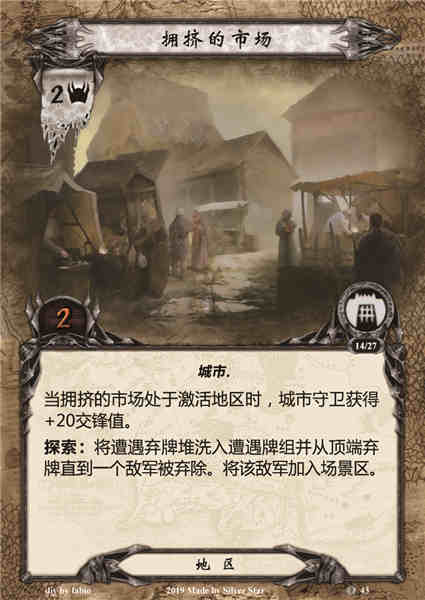 拥挤的市场
2
2
14/27
城市.
当拥挤的市场处于激活地区时，城市守卫获得
+20交锋值。
探索：将遭遇弃牌堆洗入遭遇牌组并从顶端弃
牌直到一个敌军被弃除。将该敌军加入场景区。
地 区
diy by fabio
2019 Made by Silver Star
43